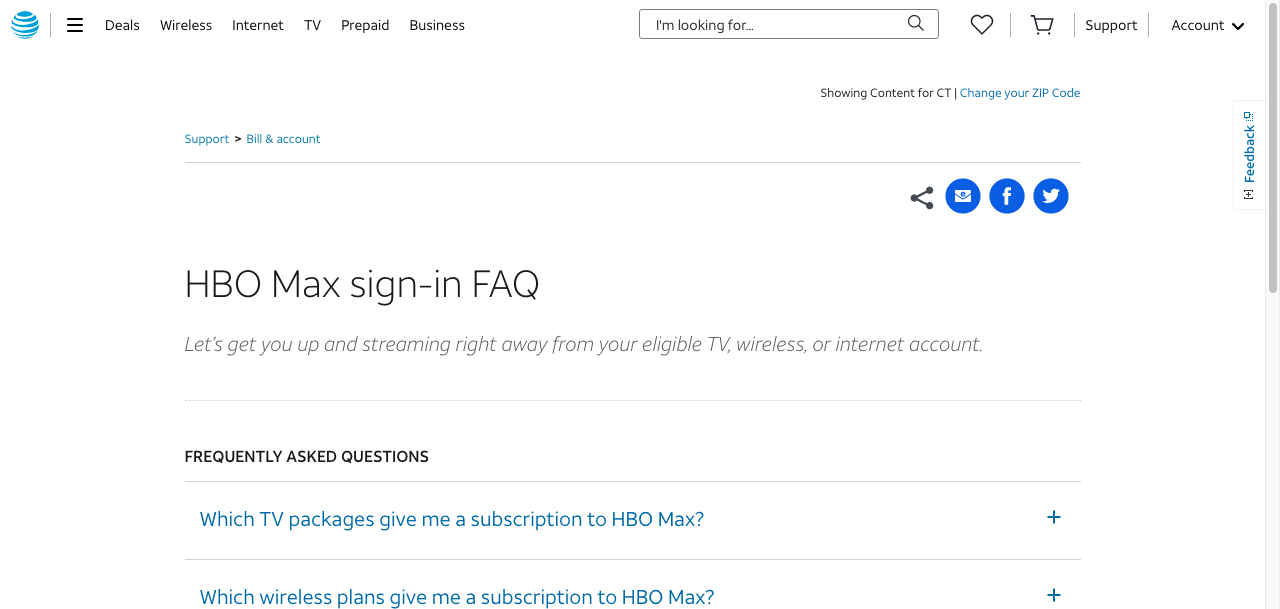 Deals Wireless Internet TV Prepaid Business I'm looking for... Support Account
Showing Content for CT | Change your ZIP Code
Feedback
Support > Bill & account
HBO Max sign-in FAQ
Let's get you up and streaming right away from your eligible TV, wireless, or internet account.
FREQUENTLY ASKED QUESTIONS
Which TV packages give me a subscription to HBO Max?
Which wireless plans give me a subscription to HBO Max?